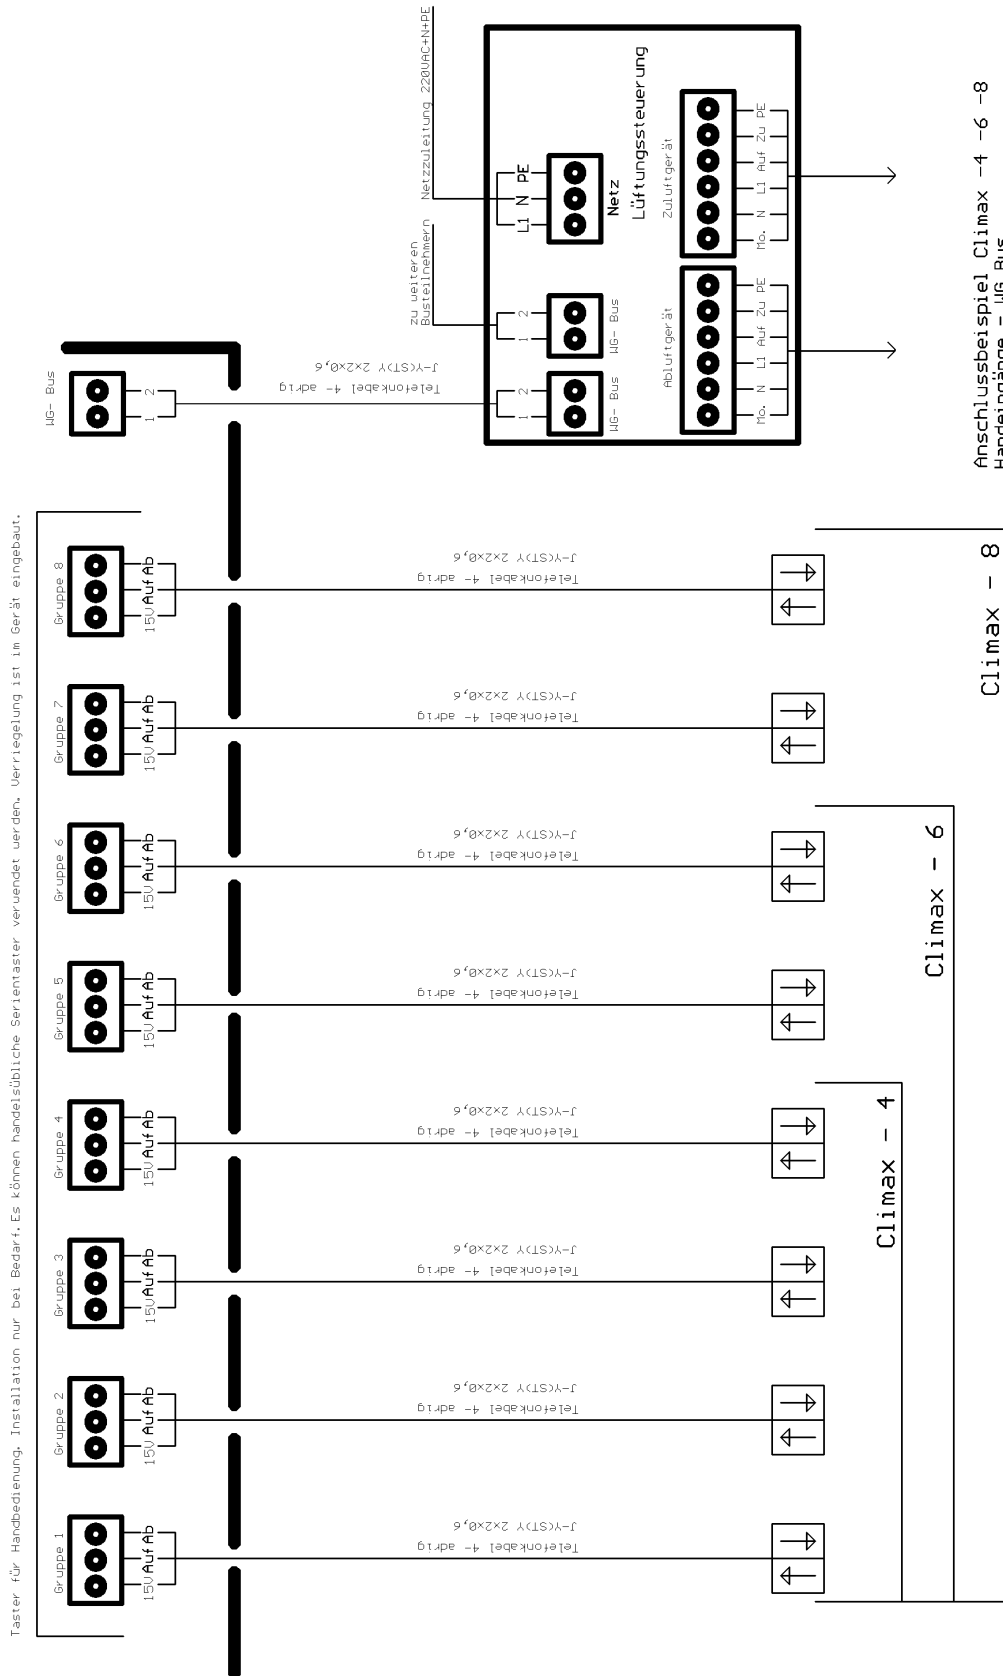 Taster für Handbedienung. Installation nur bei Bedarf. Es können handelsübliche Serientaster verwendet werden. Verriegelung ist im Gerät eingebaut.
Gruppe 1
15V Auf Ab
Gruppe 2
15V Auf Ab
Gruppe 3
15V Auf Ab
Gruppe 4
15V Auf Ab
Gruppe 5
15V Auf Ab
Gruppe 6
15V Auf Ab
Gruppe 7
15V Auf Ab
Gruppe 8
15V Auf Ab
WG- Bus
1 2
Telefonkabel 4- adrig
J-Y(ST)Y 2x2x0,6
Telefonkabel 4- adrig
J-Y(ST)Y 2x2x0,6
Telefonkabel 4- adrig
J-Y(ST)Y 2x2x0,6
Telefonkabel 4- adrig
J-Y(ST)Y 2x2x0,6
Telefonkabel 4- adrig
J-Y(ST)Y 2x2x0,6
Telefonkabel 4- adrig
J-Y(ST)Y 2x2x0,6
Telefonkabel 4- adrig
J-Y(ST)Y 2x2x0,6
Telefonkabel 4- adrig
J-Y(ST)Y 2x2x0,6
Telefonkabel 4- adrig
J-Y(ST)Y 2x2x0,6
zu weiteren
Busteilnehmern
Netzzuleitung 220VAC+N+PE
1 2
WG- Bus
1 2
WG- Bus
L1 N PE
Netz
Lüftungssteuerung
Abluftgerät
Mo. N L1 Auf Zu PE
Zuluftgerät
Mo. N L1 Auf Zu PE
Climax - 4
Climax - 6
Climax - 8
Anschlussbeispiel Climax -4 -6 -8
Handeingänge - WG Bus